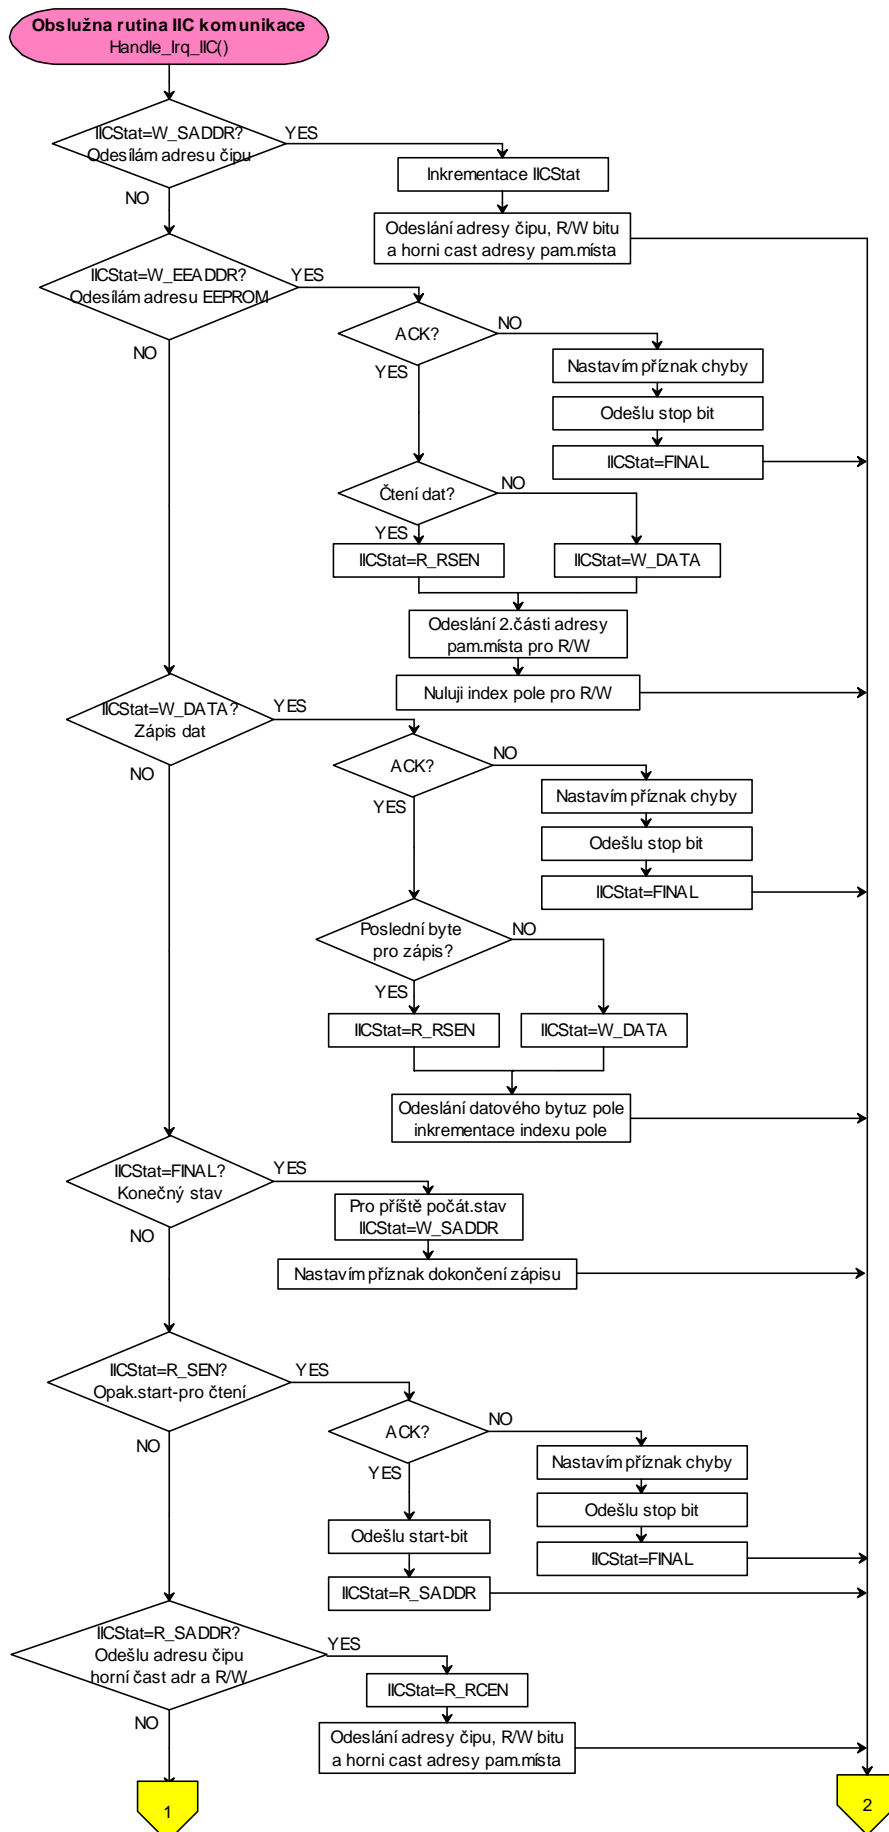 Obslužna rutina IIC komunikace
Handle_Irq_IIC()
IICStat=W_SADDR?
Odesílám adresu čipu
YES
NO
Inkrementace IICStat
Odeslání adresy čipu, R/W bitu
a horni cast adresy pam.místa
IICStat=W_EEADDR?
Odesílám adresu EEPROM
YES
NO
ACK?
NO
YES
Nastavím příznak chyby
Odešlu stop bit
IICStat=FINAL
Čtení dat?
NO
YES
IICStat=R_RSEN
IICStat=W_DATA
Odeslání 2.části adresy
pam.místa pro R/W
Nuluji index pole pro R/W
IICStat=W_DATA?
Zápis dat
YES
NO
ACK?
NO
YES
Nastavím příznak chyby
Odešlu stop bit
IICStat=FINAL
Poslední byte
pro zápis?
NO
YES
IICStat=R_RSEN
IICStat=W_DATA
Odeslání datového bytuz pole
inkrementace indexu pole
IICStat=FINAL?
Konečný stav
YES
NO
Pro příště počát.stav
IICStat=W_SADDR
Nastavím příznak dokončení zápisu
IICStat=R_SEN?
Opak.start-pro čtení
YES
NO
ACK?
NO
YES
Nastavím příznak chyby
Odešlu stop bit
IICStat=FINAL
Odešlu start-bit
IICStat=R_SADDR
IICStat=R_SADDR?
Odešlu adresu čipu
horní čast adr a R/W
YES
NO
IICStat=R_RCEN
Odeslání adresy čipu, R/W bitu
a horni cast adresy pam.místa
1
2